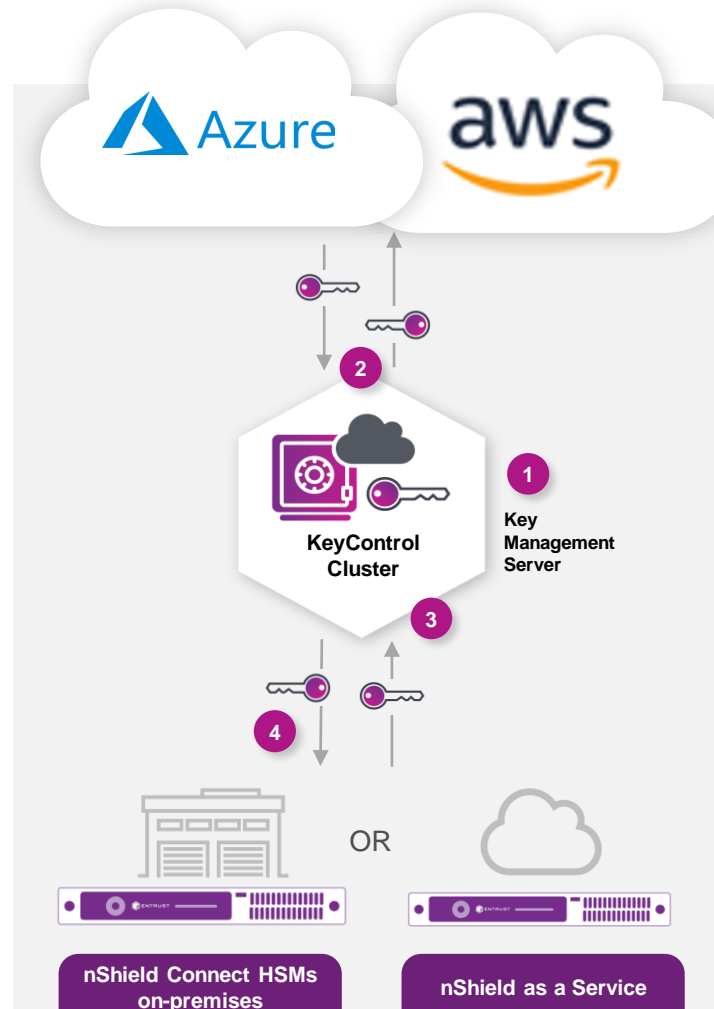 Azure
aws
2
1
KeyControl
Cluster
Key
Management
Server
3
4
OR
ENTRUST
ENTRUST
nShield Connect HSMs
on-premises
nShield as a Service